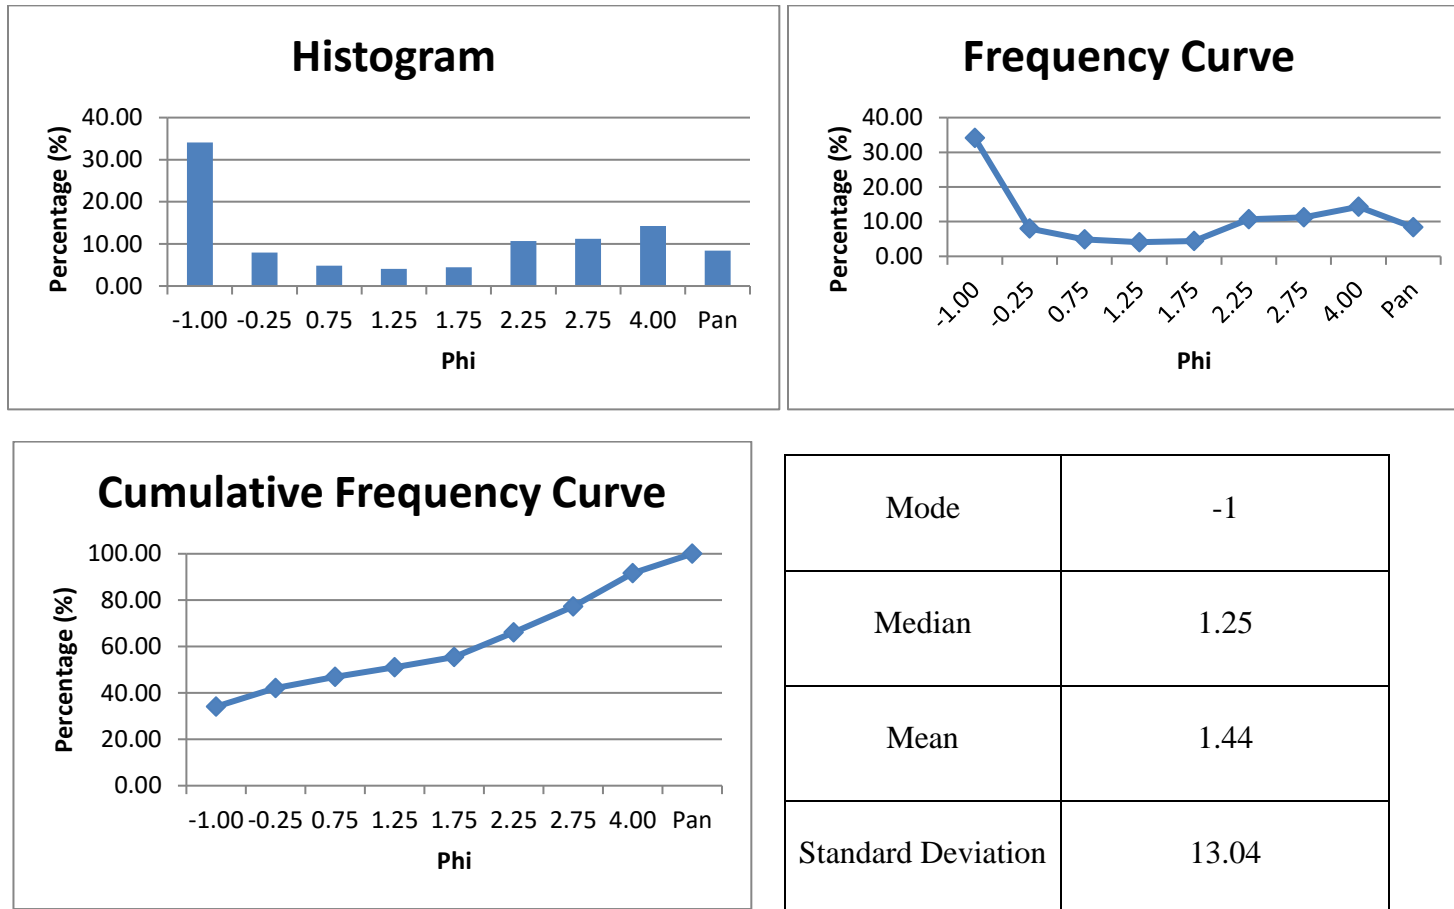 Histogram
Percentage (%)
40.00
30.00
20.00
10.00
0.00
-1.00 -0.25 0.75 1.25 1.75 2.25 2.75 4.00 Pan
Phi
Frequency Curve
Percentage (%)
40.00
30.00
20.00
10.00
0.00
-1.00 -0.25 0.75 1.25 1.75 2.25 2.75 4.00 Pan
Phi
Cumulative Frequency Curve
Percentage (%)
100.00
80.00
60.00
40.00
20.00
0.00
-1.00 -0.25 0.75 1.25 1.75 2.25 2.75 4.00 Pan
Phi
Mode -1
Median 1.25
Mean 1.44
Standard Deviation 13.04